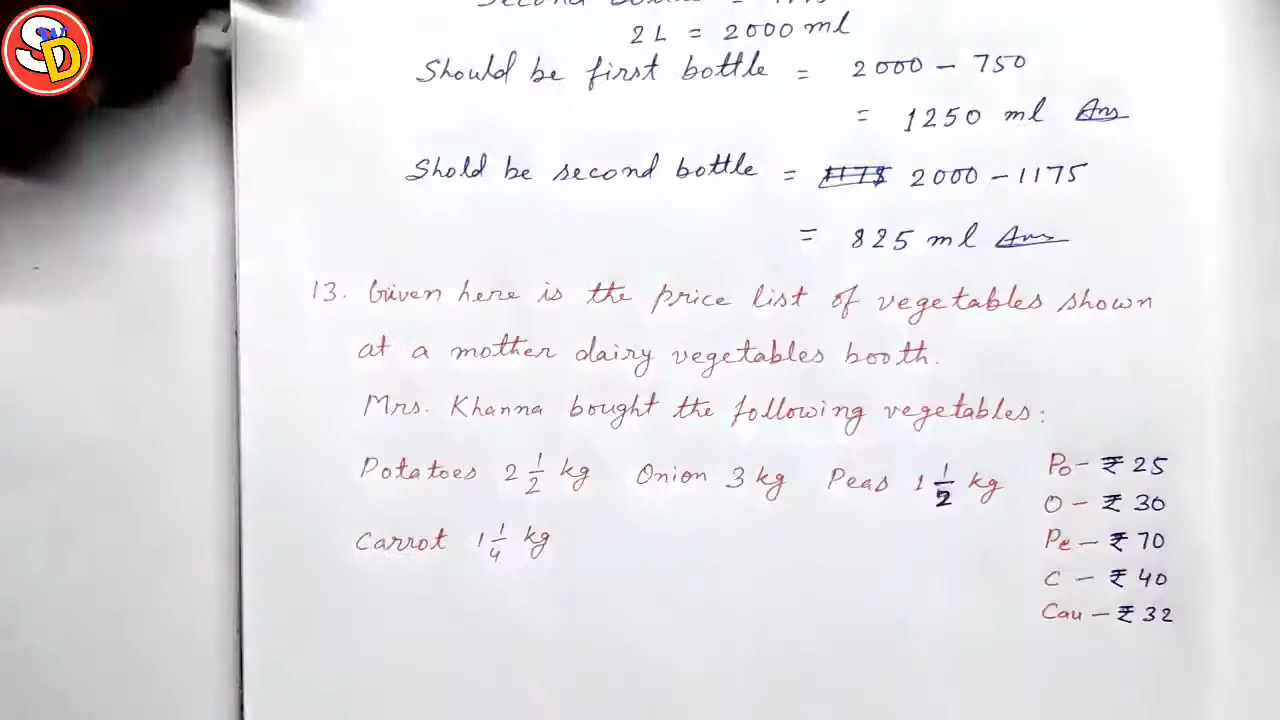 SD
2 L = 2000 ml
Should be first bottle = 2000 - 750
= 1250 ml Ans
Shold be second bottle = 2000 - 1175
= 825 ml Ans
13. Given here is the price list of vegetables shown
at a mother dairy vegetables booth.
Mrs. Khanna bought the following vegetables:
Potatoes 2 1/2 kg Onion 3 kg Peas 1 1/2 kg
Carrot 1 1/4 kg
Po- ₹ 25
O - ₹ 30
Pe - ₹ 70
C - ₹ 40
Cau - ₹ 32